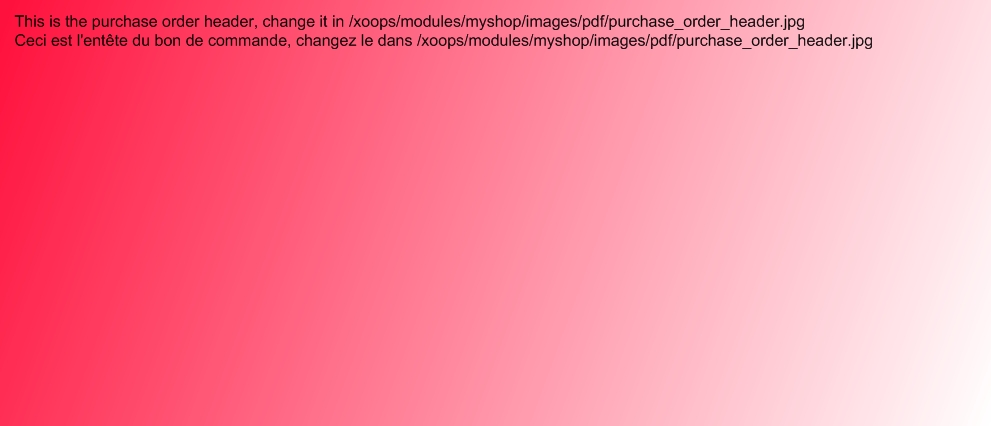 This is the purchase order header, change it in /xoops/modules/myshop/images/pdf/purchase_order_header.jpg
Ceci est l'entête du bon de commande, changez le dans /xoops/modules/myshop/images/pdf/purchase_order_header.jpg